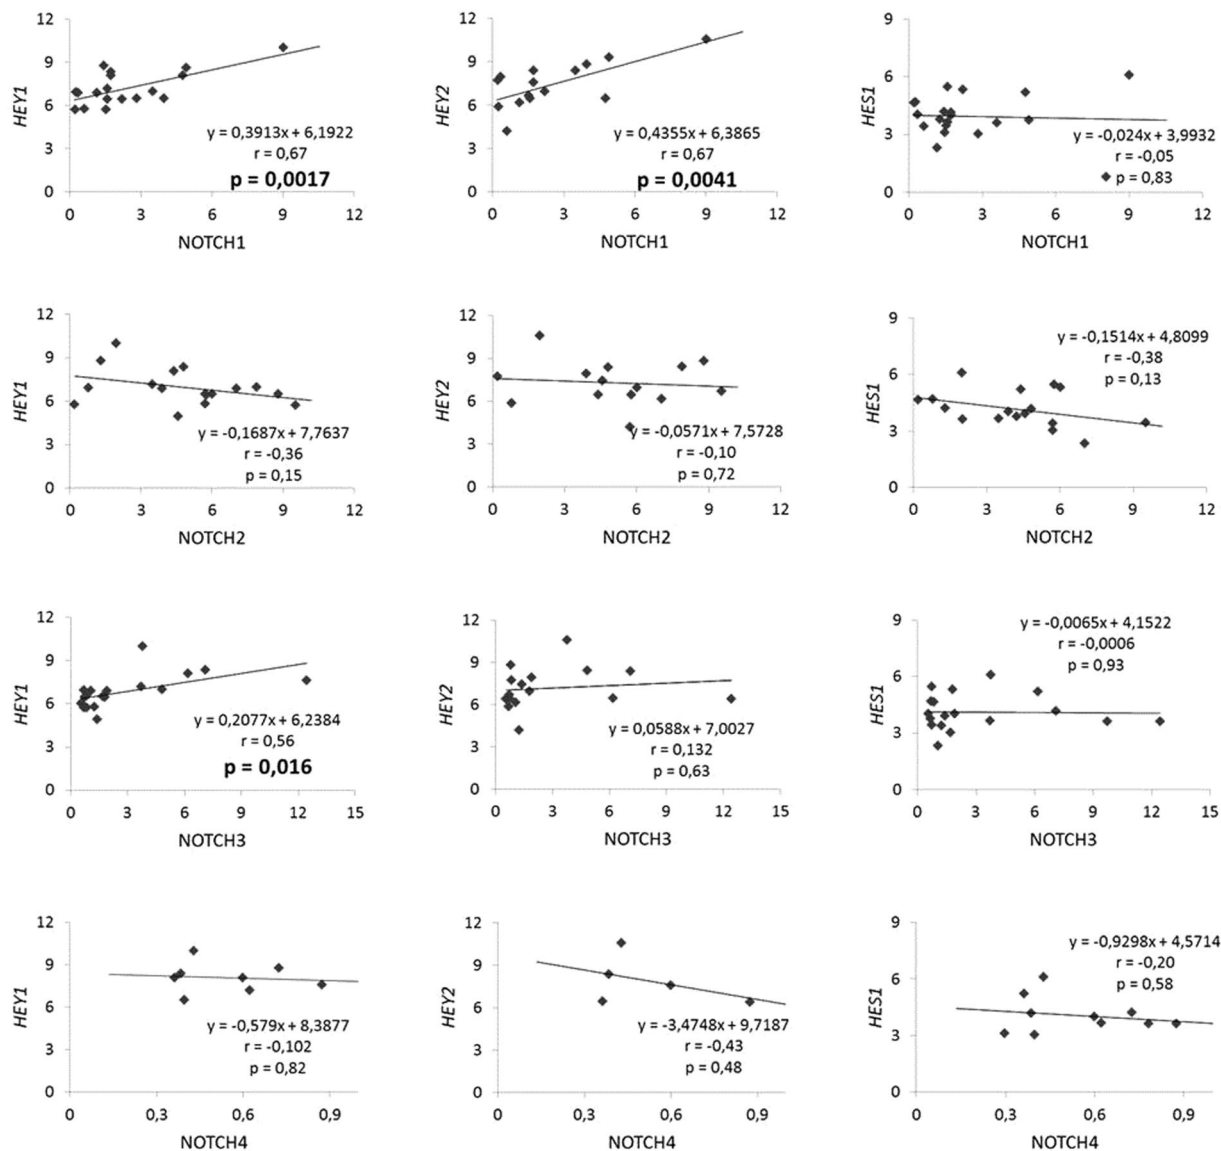 12
9
6
3
0
HEY1
y = 0,3913x + 6,1922
r = 0,67
p = 0,0017
0 3 6 9 12
NOTCH1
12
9
6
3
0
HEY2
y = 0,4355x + 6,3865
r = 0,67
p = 0,0041
0 3 6 9 12
NOTCH1
9
6
3
0
HES1
y = -0,024x + 3,9932
r = -0,05
p = 0,83
0 3 6 9 12
NOTCH1
12
9
6
3
0
HEY1
y = -0,1687x + 7,7637
r = -0,36
p = 0,15
0 3 6 9 12
NOTCH2
12
9
6
3
0
HEY2
y = -0,0571x + 7,5728
r = -0,10
p = 0,72
0 3 6 9 12
NOTCH2
9
6
3
0
HES1
y = -0,1514x + 4,8099
r = -0,38
p = 0,13
0 3 6 9 12
NOTCH2
12
9
6
3
0
HEY1
y = 0,2077x + 6,2384
r = 0,56
p = 0,016
0 3 6 9 12 15
NOTCH3
12
9
6
3
0
HEY2
y = 0,0588x + 7,0027
r = 0,132
p = 0,63
0 3 6 9 12 15
NOTCH3
9
6
3
0
HES1
y = -0,0065x + 4,1522
r = -0,0006
p = 0,93
0 3 6 9 12 15
NOTCH3
12
9
6
3
0
HEY1
y = -0,579x + 8,3877
r = -0,102
p = 0,82
0 0,3 0,6 0,9
NOTCH4
12
9
6
3
0
HEY2
y = -3,4748x + 9,7187
r = -0,43
p = 0,48
0 0,3 0,6 0,9
NOTCH4
9
6
3
0
HES1
y = -0,9298x + 4,5714
r = -0,20
p = 0,58
0 0,3 0,6 0,9
NOTCH4